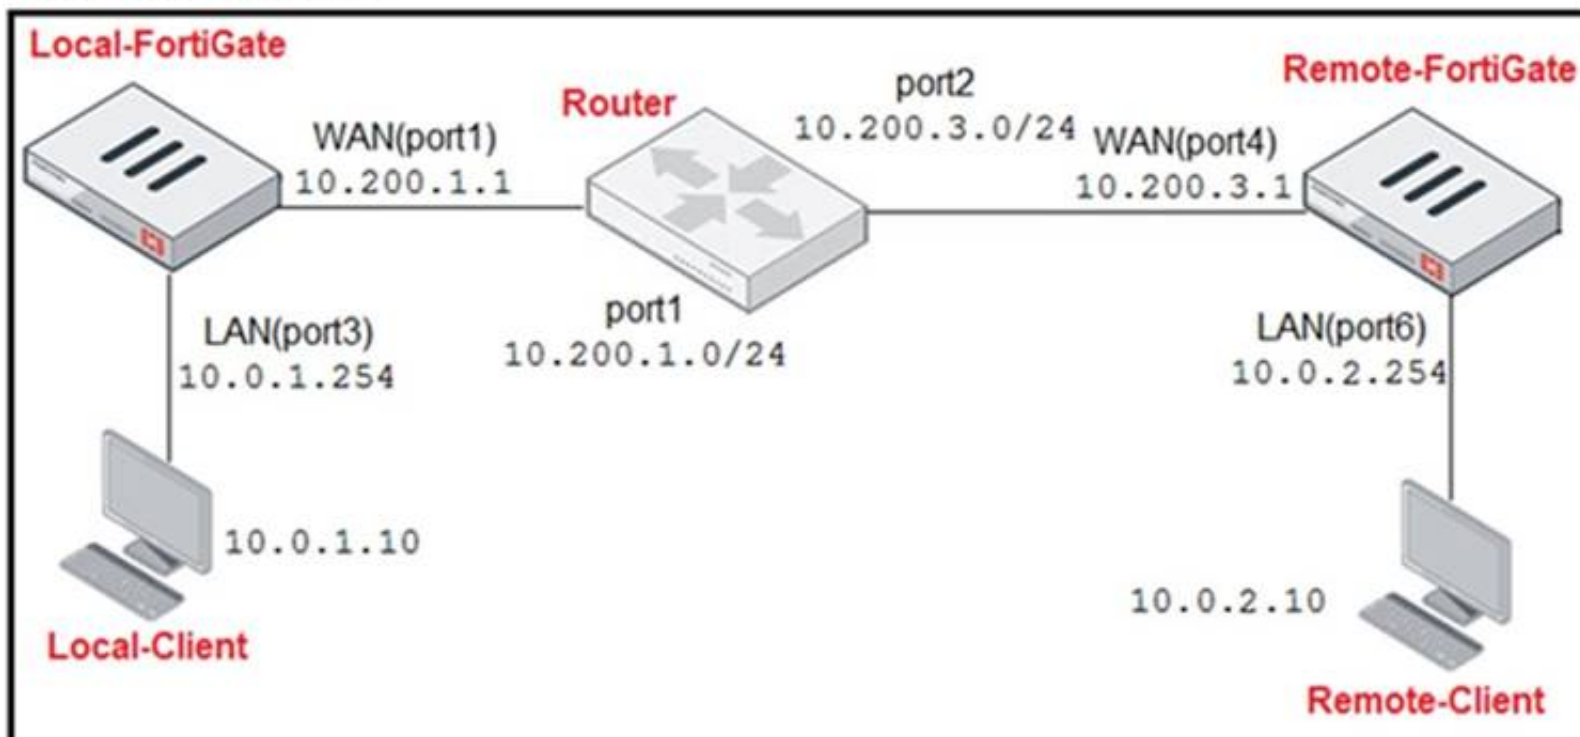 Local-FortiGate
Remote-FortiGate
Router
port2
10.200.3.0/24
WAN(port1)
10.200.1.1
WAN(port4)
10.200.3.1
LAN(port3)
10.0.1.254
port1
10.200.1.0/24
LAN(port6)
10.0.2.254
10.0.1.10
10.0.2.10
Local-Client
Remote-Client